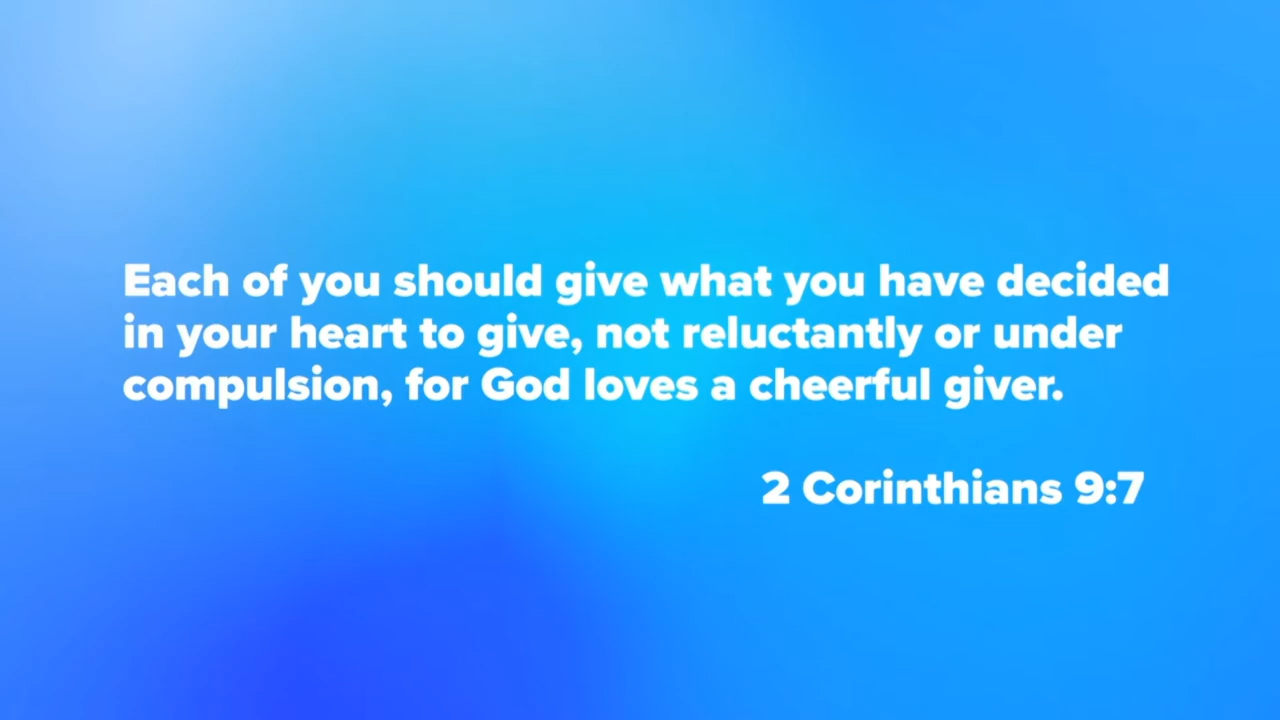 Each of you should give what you have decided
in your heart to give, not reluctantly or under
compulsion, for God loves a cheerful giver.
2 Corinthians 9:7